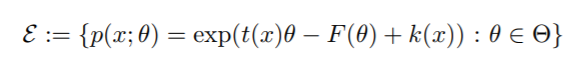 ℰ := {p(x; θ) = exp(t(x)θ − F(θ) + k(x)) : θ ∈ Θ}